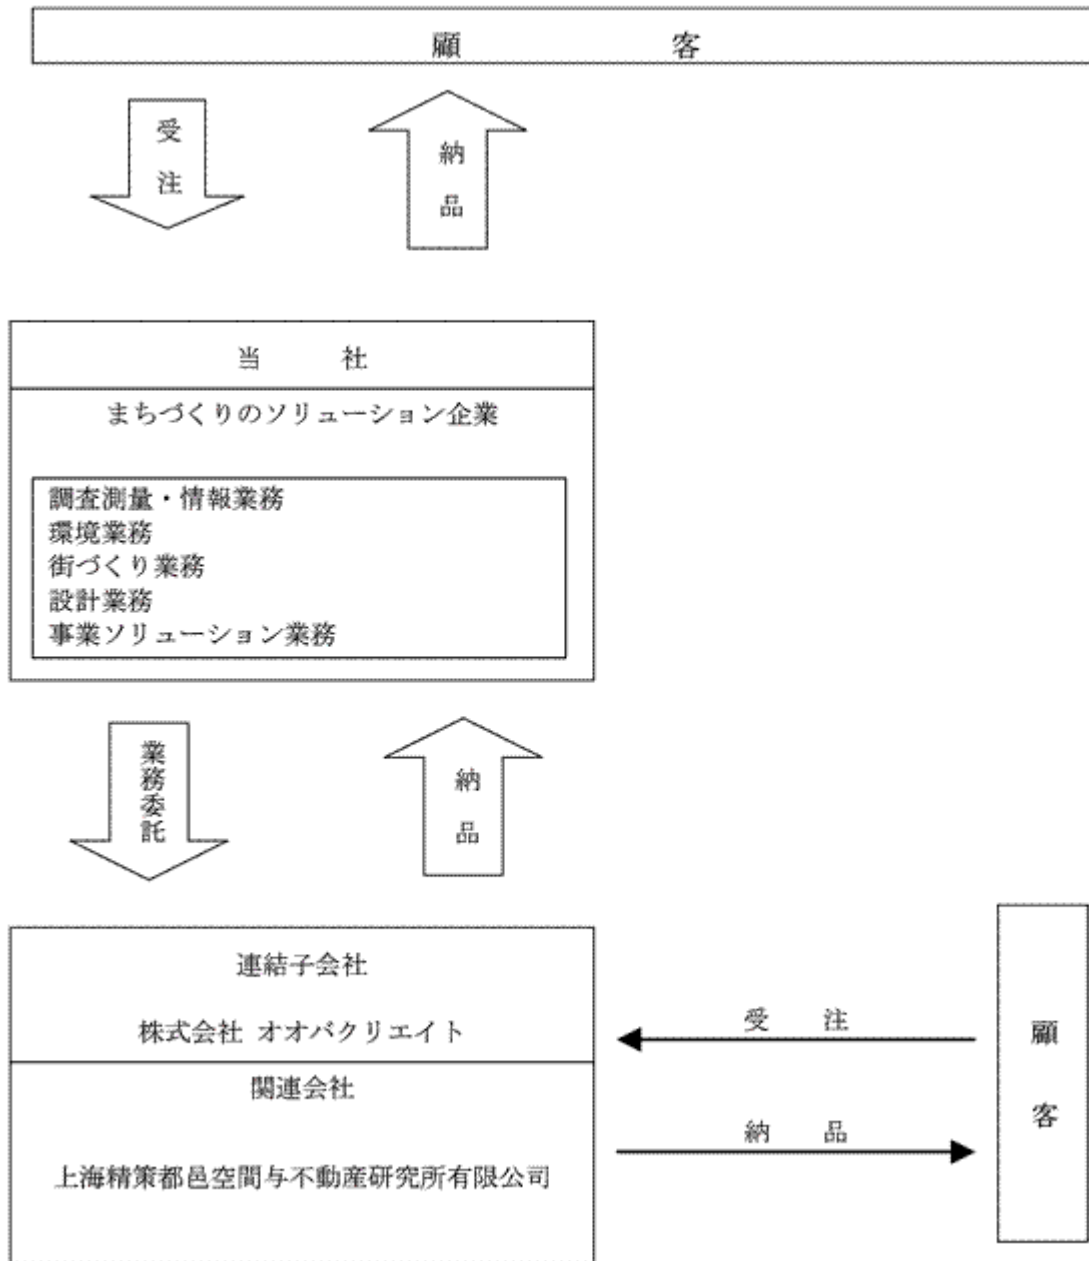 顧　客
受注
納品
当　社
まちづくりのソリューション企業
調査測量・情報業務
環境業務
街づくり業務
設計業務
事業ソリューション業務
業務委託
納品
連結子会社
株式会社 オオバクリエイト
関連会社
上海精策都邑空間与不動産研究所有限公司
受　注
納　品
顧客